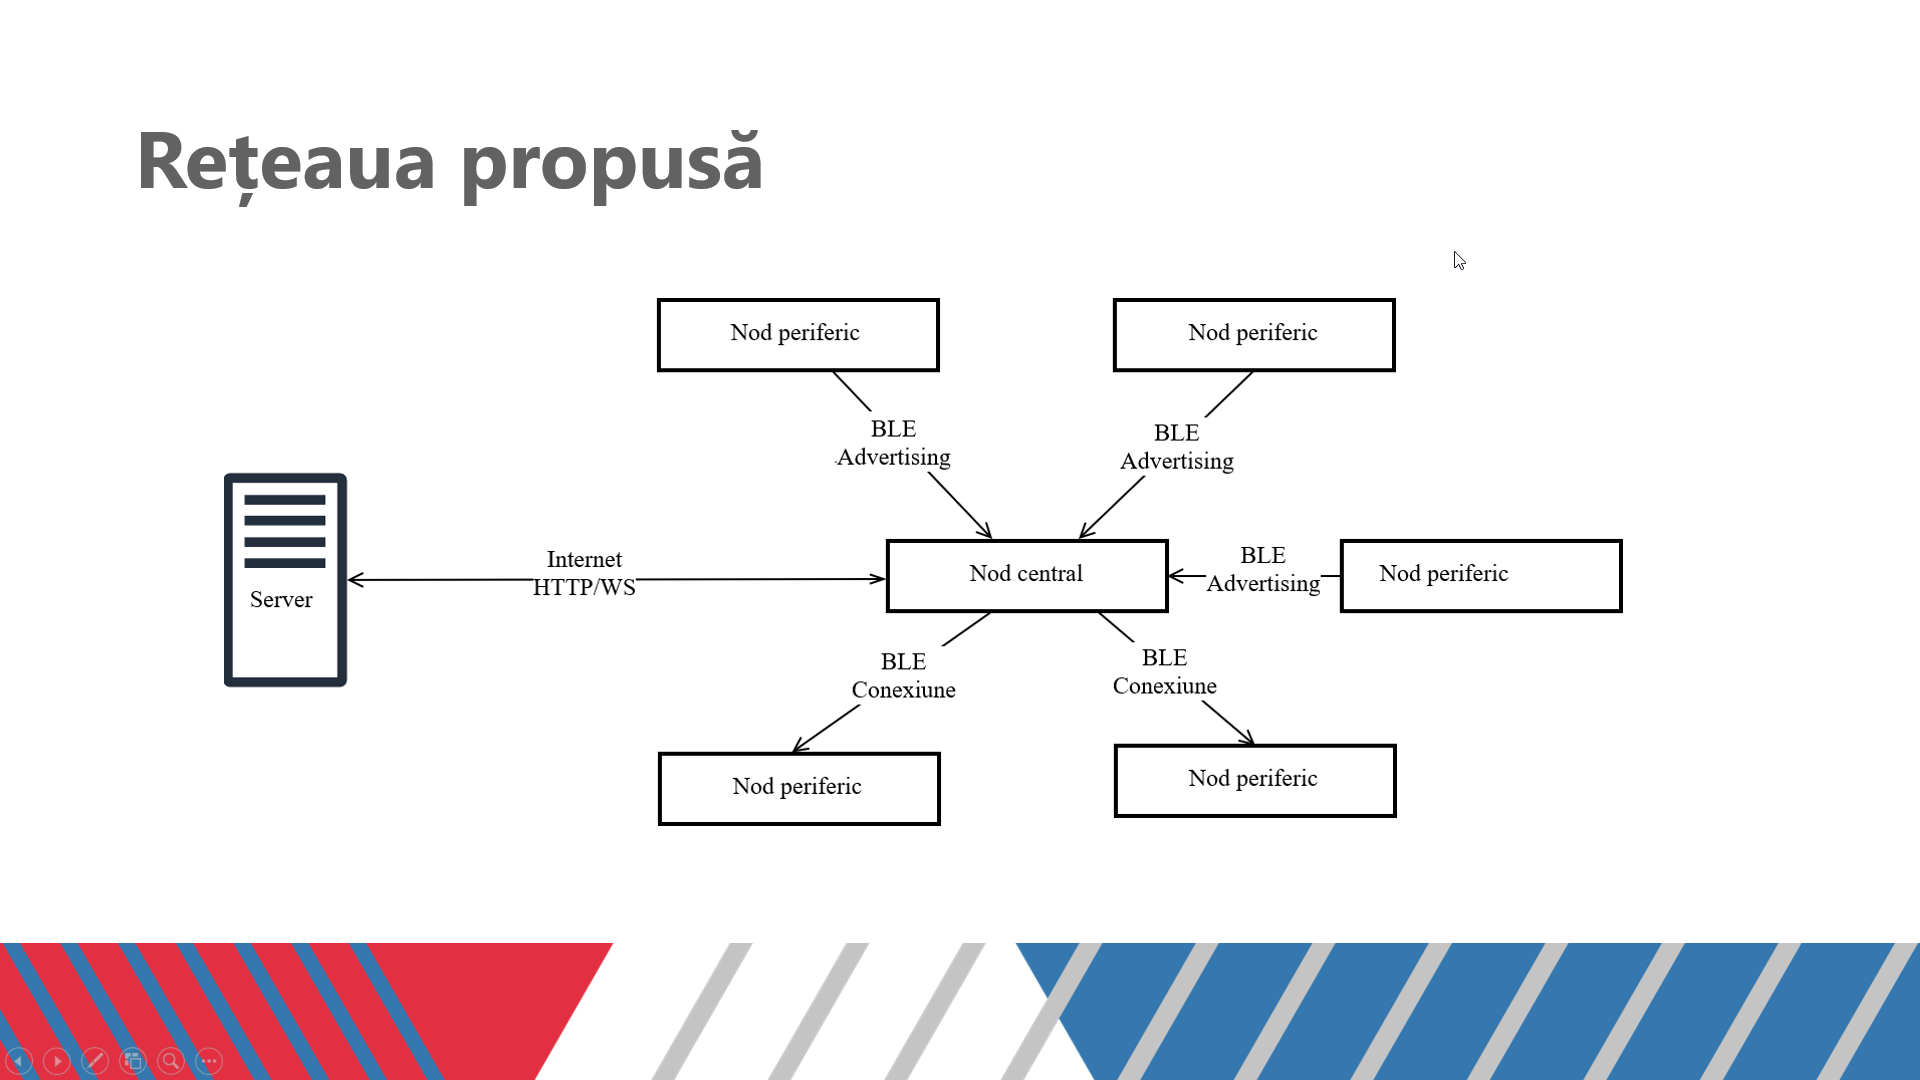 Rețeaua propusă
Nod periferic
Nod periferic
BLE
Advertising
BLE
Advertising
Server
Internet
HTTP/WS
Nod central
BLE
Advertising
Nod periferic
BLE
Conexiune
BLE
Conexiune
Nod periferic
Nod periferic